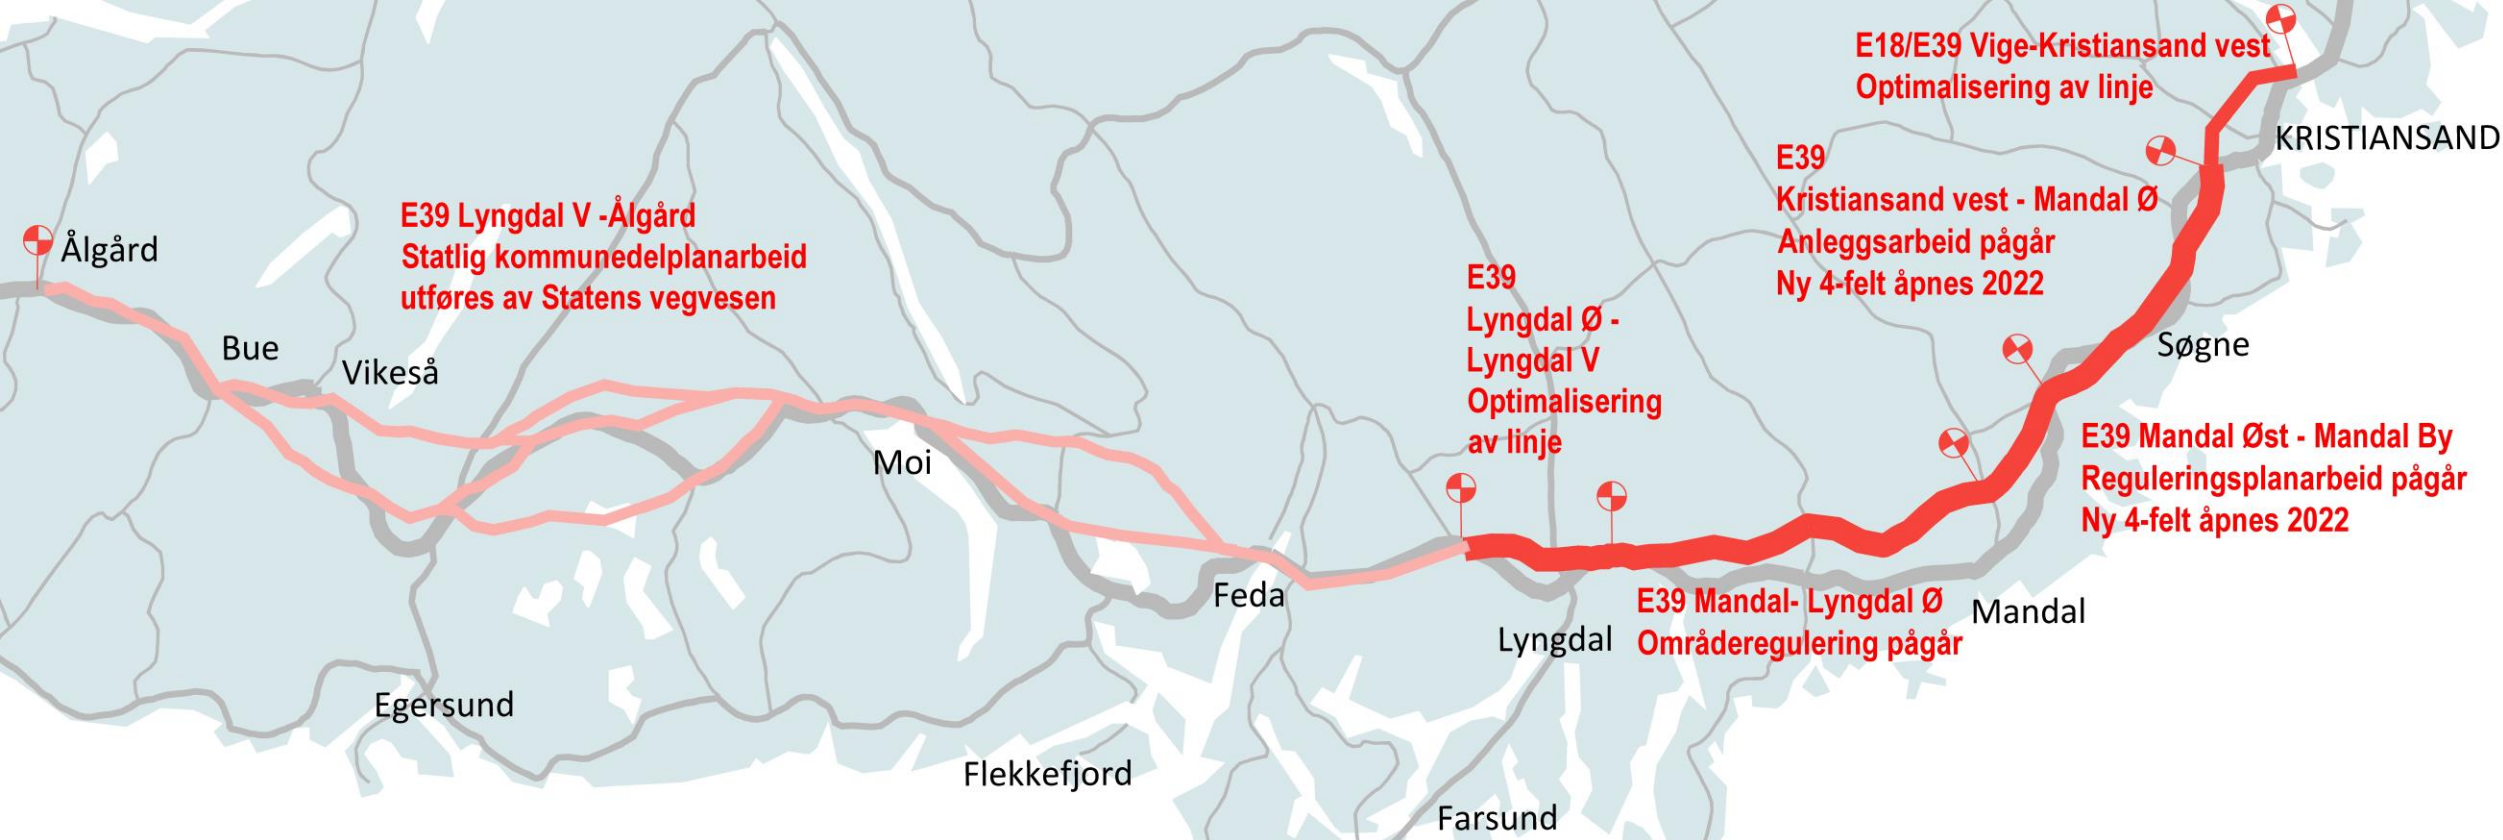 E18/E39 Vige-Kristiansand vest
Optimalisering av linje
KRISTIANSAND
E39
Kristiansand vest - Mandal Ø
Anleggsarbeid pågår
Ny 4-felt åpnes 2022
E39 Lyngdal V -Ålgård
Statlig kommunedelplanarbeid
utføres av Statens vegvesen
Ålgård
E39
Lyngdal Ø -
Lyngdal V
Optimalisering
av linje
Bue
Vikeså
Søgne
Moi
E39 Mandal Øst - Mandal By
Reguleringsplanarbeid pågår
Ny 4-felt åpnes 2022
Feda
E39 Mandal- Lyngdal Ø
Områderegulering pågår
Mandal
Lyngdal
Egersund
Flekkefjord
Farsund